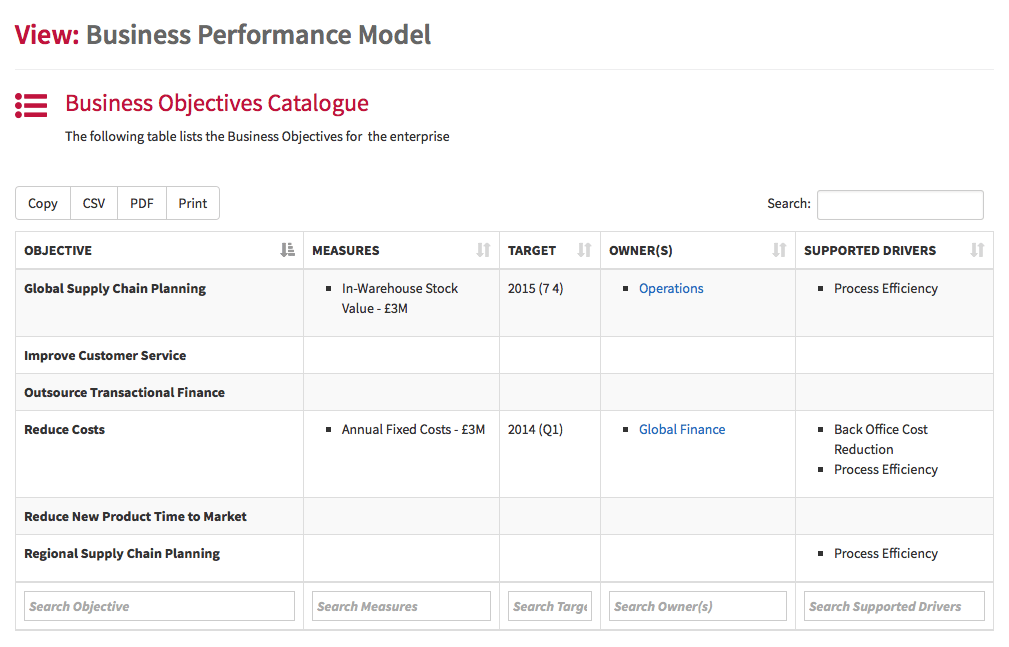 View: Business Performance Model
Business Objectives Catalogue
The following table lists the Business Objectives for the enterprise
Copy CSV PDF Print Search:
OBJECTIVE MEASURES TARGET OWNER(S) SUPPORTED DRIVERS
Global Supply Chain Planning In-Warehouse Stock 2015 (7 4) Operations Process Efficiency
Value - £3M
Improve Customer Service
Outsource Transactional Finance
Reduce Costs Annual Fixed Costs - £3M 2014 (Q1) Global Finance Back Office Cost
Reduction
Process Efficiency
Reduce New Product Time to Market
Regional Supply Chain Planning Process Efficiency
Search Objective Search Measures Search Targe Search Owner(s) Search Supported Drivers